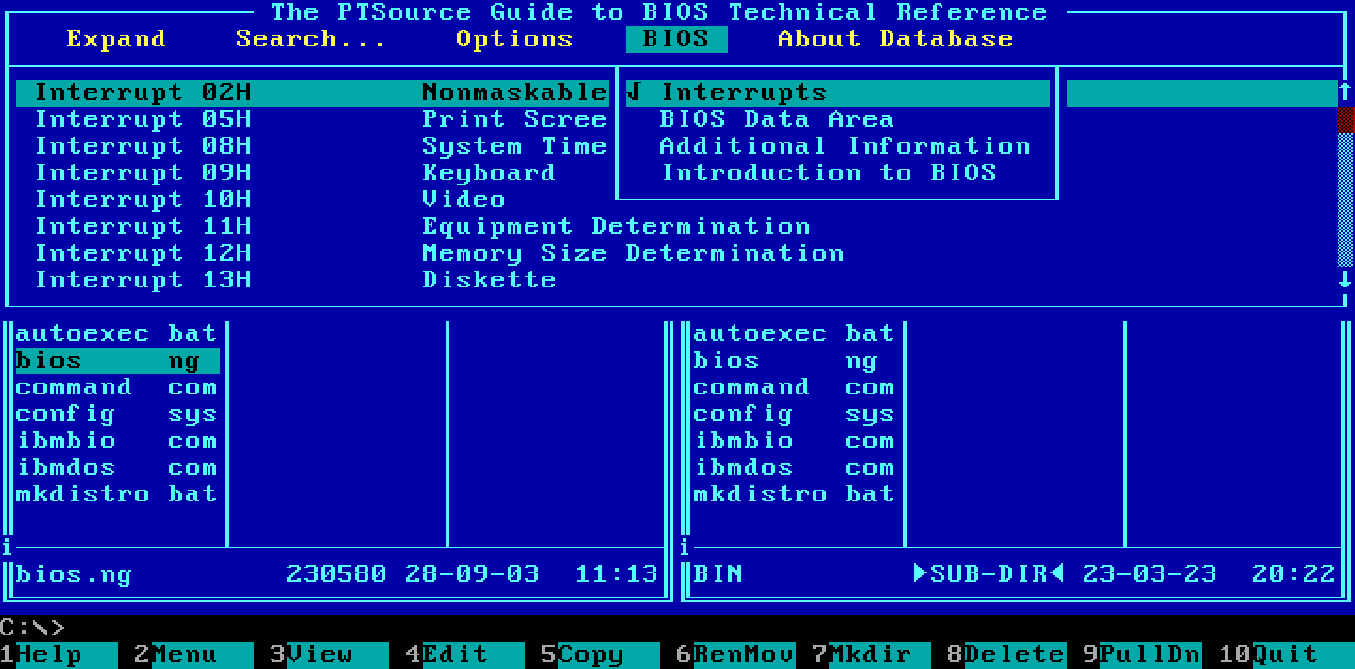 The PTSource Guide to BIOS Technical Reference
Expand Search... Options BIOS About Database
Interrupt 02H Nonmaskable √ Interrupts ↑
Interrupt 05H Print Scree BIOS Data Area
Interrupt 08H System Time Additional Information
Interrupt 09H Keyboard Introduction to BIOS
Interrupt 10H Video
Interrupt 11H Equipment Determination
Interrupt 12H Memory Size Determination
Interrupt 13H Diskette ↓
autoexec bat autoexec bat
bios ng bios ng
command com command com
config sys config sys
ibmbio com ibmbio com
ibmdos com ibmdos com
mkdistro bat mkdistro bat
i i
bios.ng 230580 28-09-03 11:13 BIN ►SUB-DIR◄ 23-03-23 20:22
C:\>
1Help 2Menu 3View 4Edit 5Copy 6RenMov 7Mkdir 8Delete 9PullDn 10Quit